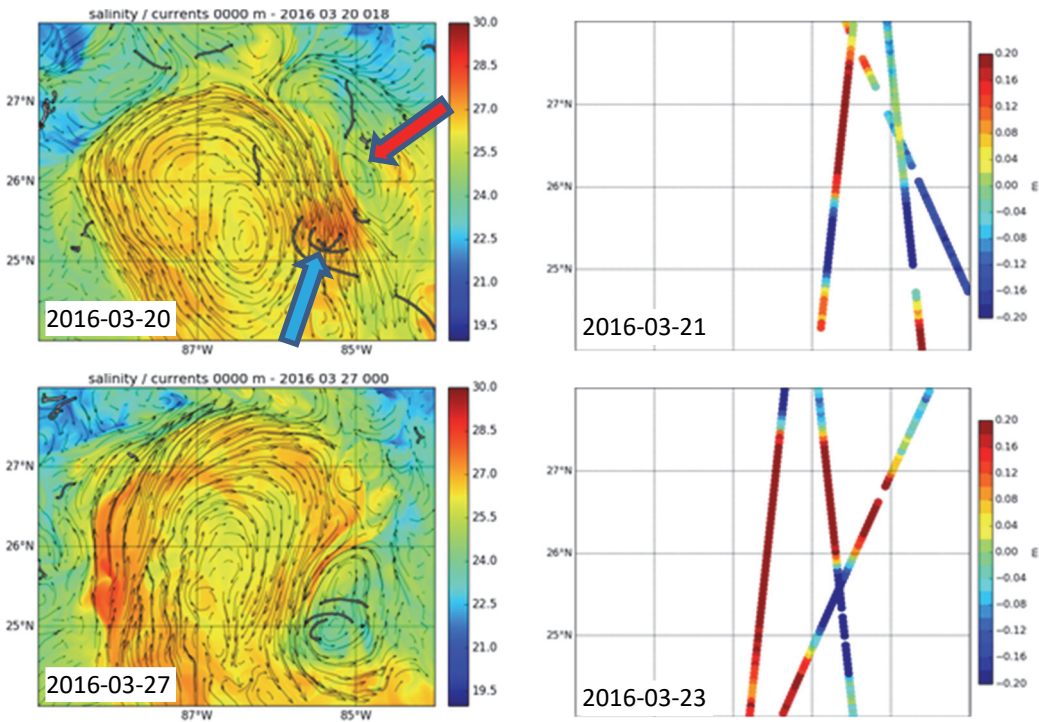 salinity / currents 0000 m - 2016 03 20 018
27°N
26°N
25°N
87°W
85°W
2016-03-20
30.0
28.5
27.0
25.5
24.0
22.5
21.0
19.5
27°N
26°N
25°N
2016-03-21
0.20
0.16
0.12
0.08
0.04
0.00
−0.04
−0.08
−0.12
−0.16
−0.20
m
salinity / currents 0000 m - 2016 03 27 000
27°N
26°N
25°N
87°W
85°W
2016-03-27
30.0
28.5
27.0
25.5
24.0
22.5
21.0
19.5
27°N
26°N
25°N
2016-03-23
0.20
0.16
0.12
0.08
0.04
0.00
−0.04
−0.08
−0.12
−0.16
−0.20
m